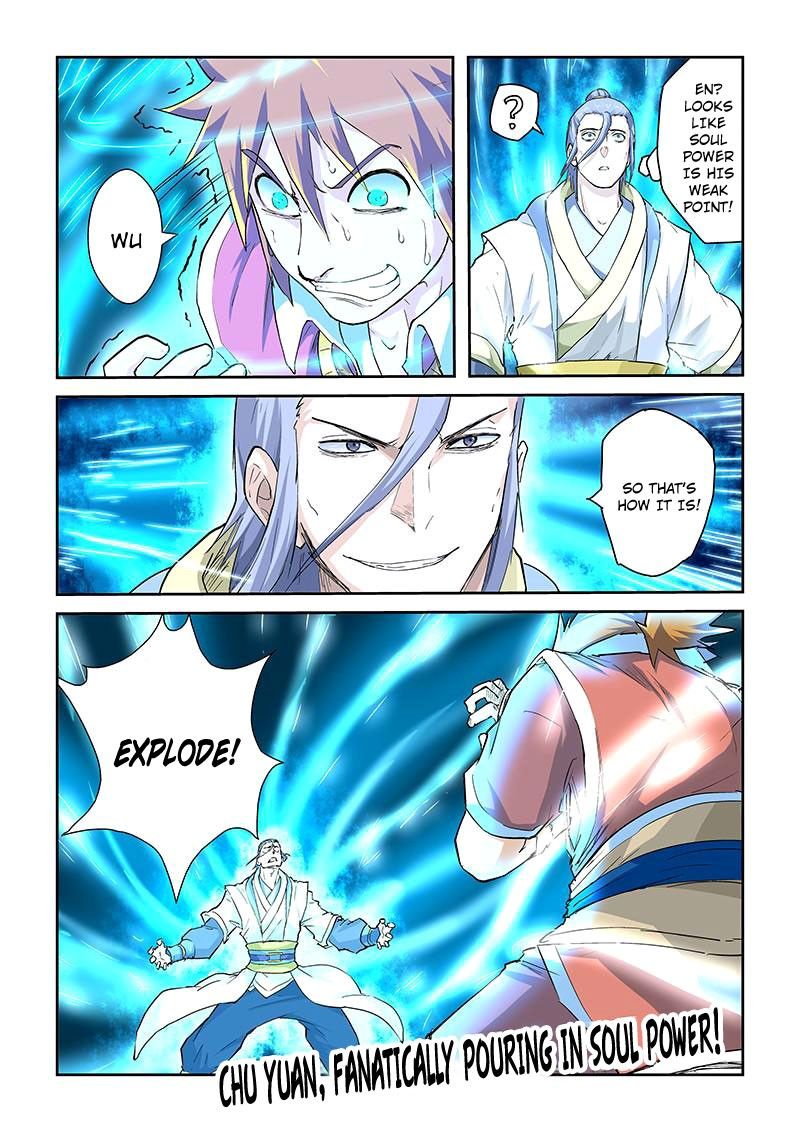 WU
?
EN?
LOOKS
LIKE
SOUL
POWER
IS HIS
WEAK
POINT!
SO THAT'S
HOW IT IS!
EXPLODE!
CHU YUAN, FANATICALLY POURING IN SOUL POWER!